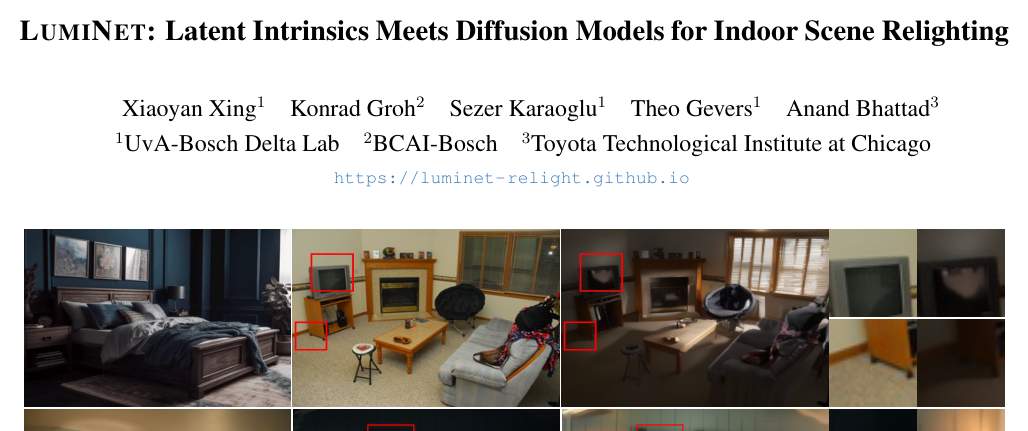 LUMINET: Latent Intrinsics Meets Diffusion Models for Indoor Scene Relighting
Xiaoyan Xing¹ Konrad Groh² Sezer Karaoglu¹ Theo Gevers¹ Anand Bhattad³
¹UvA-Bosch Delta Lab ²BCAI-Bosch ³Toyota Technological Institute at Chicago
https://luminet-relight.github.io